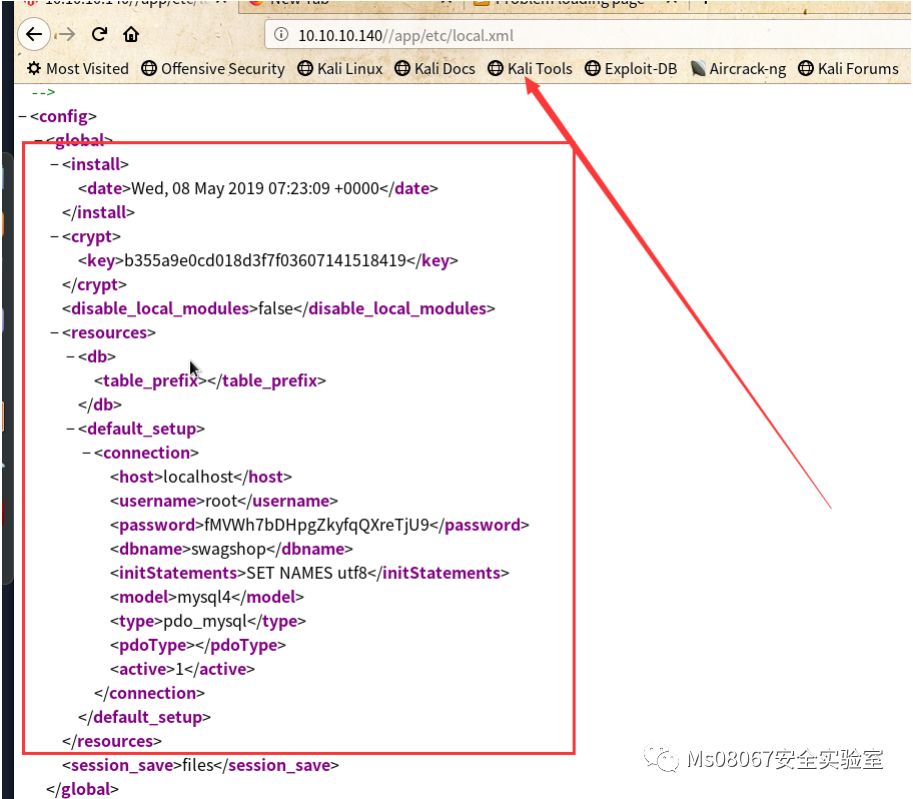 10.10.10.140//app/etc/local.xml
Most Visited Offensive Security Kali Linux Kali Docs Kali Tools Exploit-DB Aircrack-ng Kali Forums
-->
−<config>
−<global>
−<install>
<date>Wed, 08 May 2019 07:23:09 +0000</date>
</install>
−<crypt>
<key>b355a9e0cd018d3f7f03607141518419</key>
</crypt>
<disable_local_modules>false</disable_local_modules>
−<resources>
−<db>
<table_prefix></table_prefix>
</db>
−<default_setup>
−<connection>
<host>localhost</host>
<username>root</username>
<password>fMVWh7bDHpgZkyfqQXreTjU9</password>
<dbname>swagshop</dbname>
<initStatements>SET NAMES utf8</initStatements>
<model>mysql4</model>
<type>pdo_mysql</type>
<pdoType></pdoType>
<active>1</active>
</connection>
</default_setup>
</resources>
<session_save>files</session_save>
</global>
Ms08067安全实验室